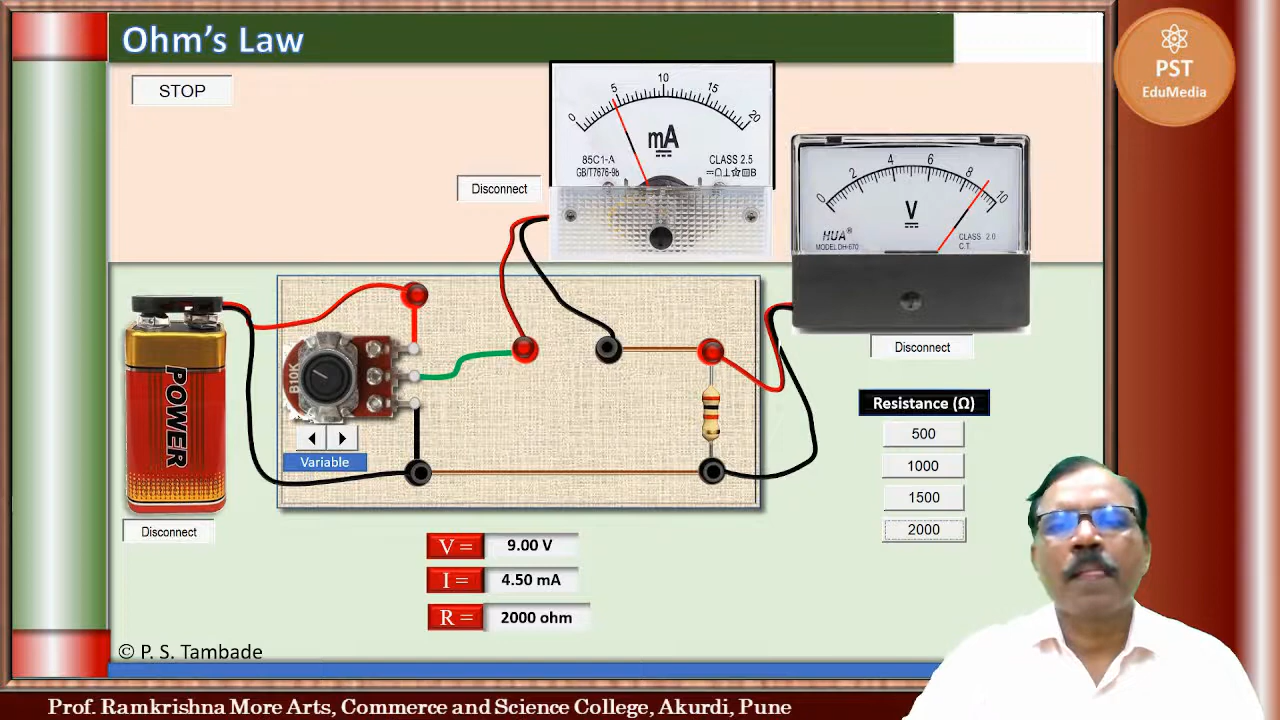 Ohm's Law
PST
EduMedia
STOP
0
5
10
15
20
mA
85C1-A
GB/T7676-9b
CLASS 2.5
Disconnect
0
2
4
6
8
10
V
HUA®
MODEL DH-670
CLASS 2.0
C.T.
Disconnect
POWER
B10K
Variable
Disconnect
Resistance (Ω)
500
1000
1500
2000
V =
9.00 V
I =
4.50 mA
R =
2000 ohm
© P. S. Tambade
Prof. Ramkrishna More Arts, Commerce and Science College, Akurdi, Pune